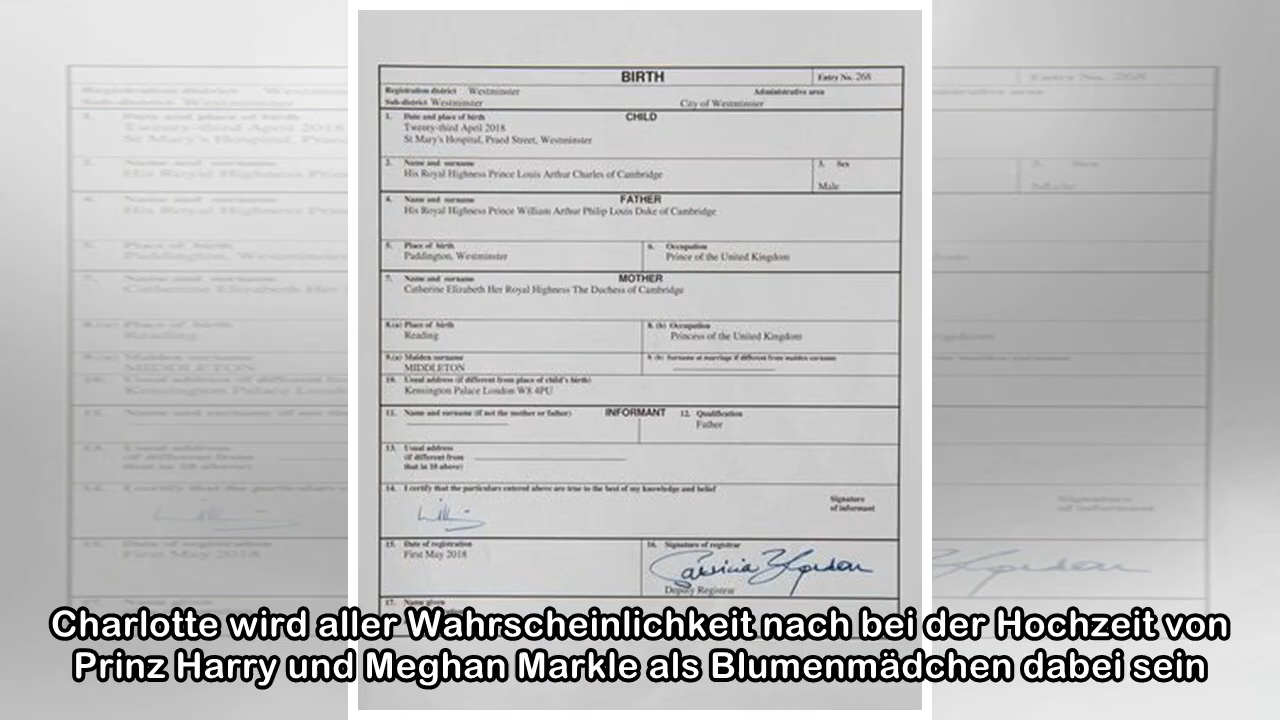 BIRTH
Entry No. 268
Registration district Westminster
Administrative area
Sub-district Westminster
City of Westminster
1. Date and place of birth
CHILD
Twenty-third April 2018
St Mary's Hospital, Praed Street, Westminster
2. Name and surname
3. Sex
His Royal Highness Prince Louis Arthur Charles of Cambridge
Male
4. Name and surname
FATHER
His Royal Highness Prince William Arthur Philip Louis Duke of Cambridge
5. Place of birth
6. Occupation
Paddington, Westminster
Prince of the United Kingdom
7. Name and surname
MOTHER
Catherine Elizabeth Her Royal Highness The Duchess of Cambridge
8.(a) Place of birth
8. (b) Occupation
Reading
Princess of the United Kingdom
9.(a) Maiden surname
9. (b) Surname at marriage if different from maiden surname
MIDDLETON
10. Usual address (if different from place of child's birth)
Kensington Palace London W8 4PU
11. Name and surname (if not the mother or father)
INFORMANT
12. Qualification
Father
13. Usual address
(if different from
that in 10 above)
14. I certify that the particulars entered above are true to the best of my knowledge and belief
Signature
of informant
15. Date of registration
16. Signature of registrar
First May 2018
Deputy Registrar
17. Name given
Charlotte wird aller Wahrscheinlichkeit nach bei der Hochzeit von
Prinz Harry und Meghan Markle als Blumenmädchen dabei sein